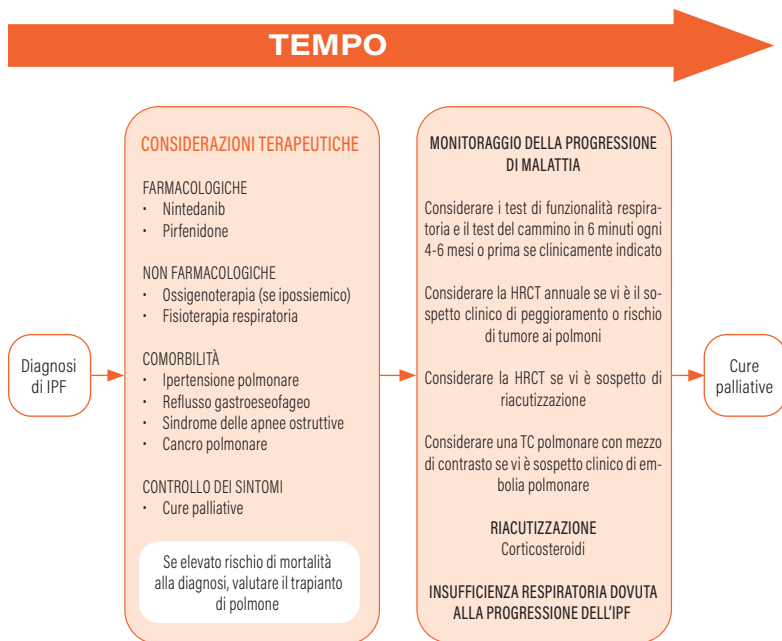 TEMPO
Diagnosi
di IPF
CONSIDERAZIONI TERAPEUTICHE
FARMACOLOGICHE
• Nintedanib
• Pirfenidone
NON FARMACOLOGICHE
• Ossigenoterapia (se ipossiemico)
• Fisioterapia respiratoria
COMORBILITÀ
• Ipertensione polmonare
• Reflusso gastroeseofageo
• Sindrome delle apnee ostruttive
• Cancro polmonare
CONTROLLO DEI SINTOMI
• Cure palliative
Se elevato rischio di mortalità
alla diagnosi, valutare il trapianto
di polmone
MONITORAGGIO DELLA PROGRESSIONE
DI MALATTIA
Considerare i test di funzionalità respira-
toria e il test del cammino in 6 minuti ogni
4-6 mesi o prima se clinicamente indicato
Considerare la HRCT annuale se vi è il so-
spetto clinico di peggioramento o rischio
di tumore ai polmoni
Considerare la HRCT se vi è sospetto di
riacutizzazione
Considerare una TC polmonare con mezzo
di contrasto se vi è sospetto clinico di em-
bolia polmonare
RIACUTIZZAZIONE
Corticosteroidi
INSUFFICIENZA RESPIRATORIA DOVUTA
ALLA PROGRESSIONE DELL'IPF
Cure
palliative